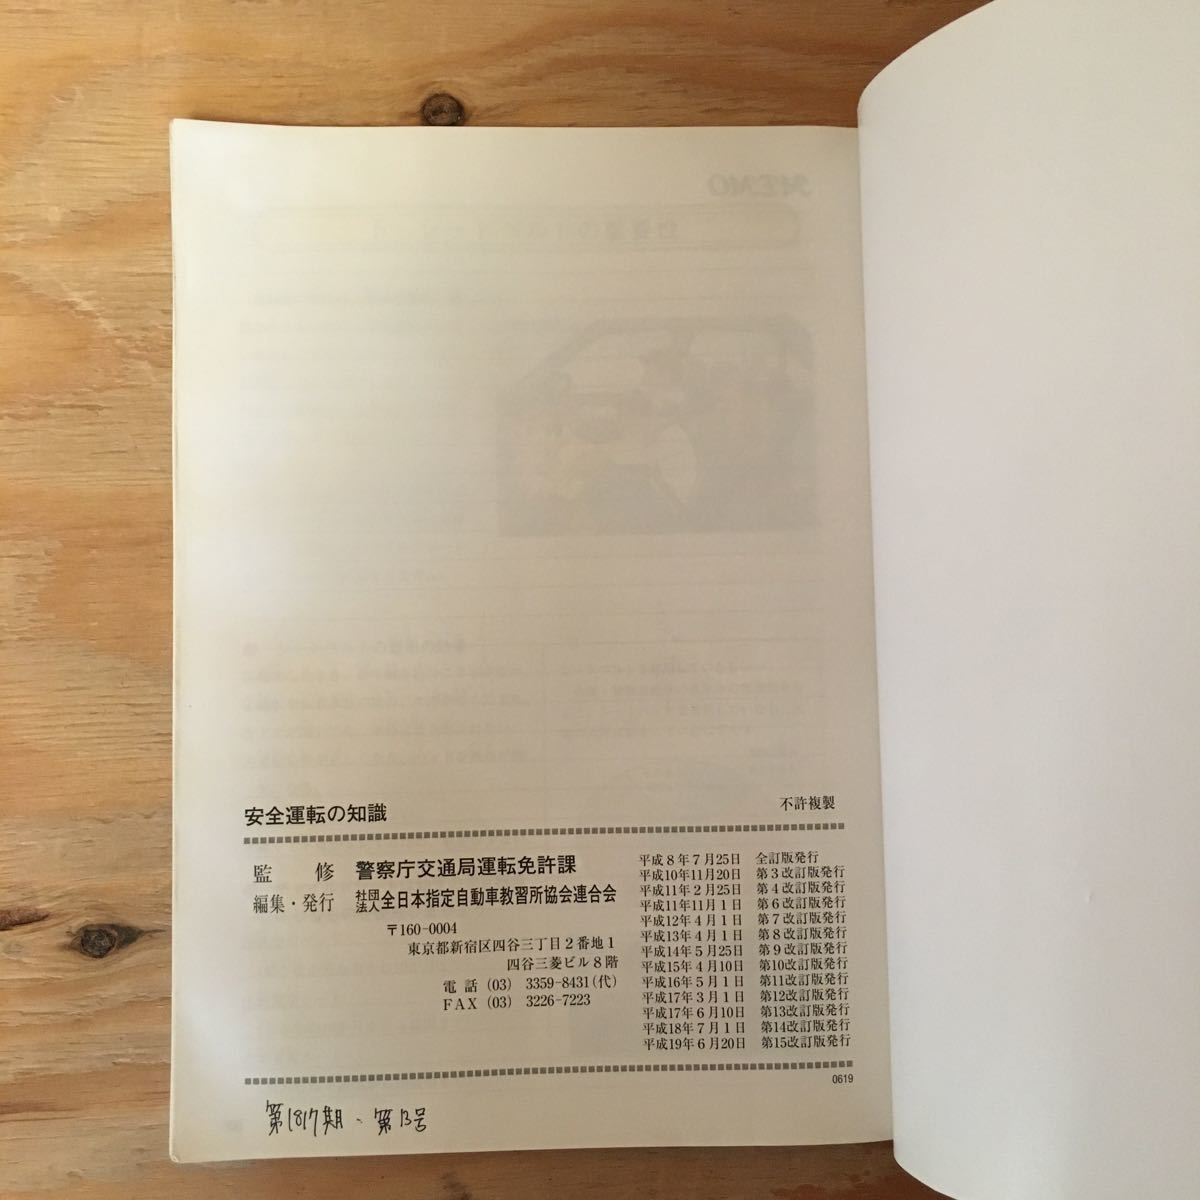 安全運転の知識
不許複製
監修 警察庁交通局運転免許課
編集・発行 社団法人全日本指定自動車教習所協会連合会
〒160-0004
東京都新宿区四谷三丁目2番地1
四谷三菱ビル8階
電話 (03) 3359-8431(代)
FAX (03) 3226-7223
平成8年7月25日 全訂版発行
平成10年11月20日 第3改訂版発行
平成11年2月25日 第4改訂版発行
平成11年11月1日 第6改訂版発行
平成12年4月1日 第7改訂版発行
平成13年4月1日 第8改訂版発行
平成14年5月25日 第9改訂版発行
平成15年4月10日 第10改訂版発行
平成16年5月1日 第11改訂版発行
平成17年3月1日 第12改訂版発行
平成17年6月10日 第13改訂版発行
平成18年7月1日 第14改訂版発行
平成19年6月20日 第15改訂版発行
0619
第1817期、第13号